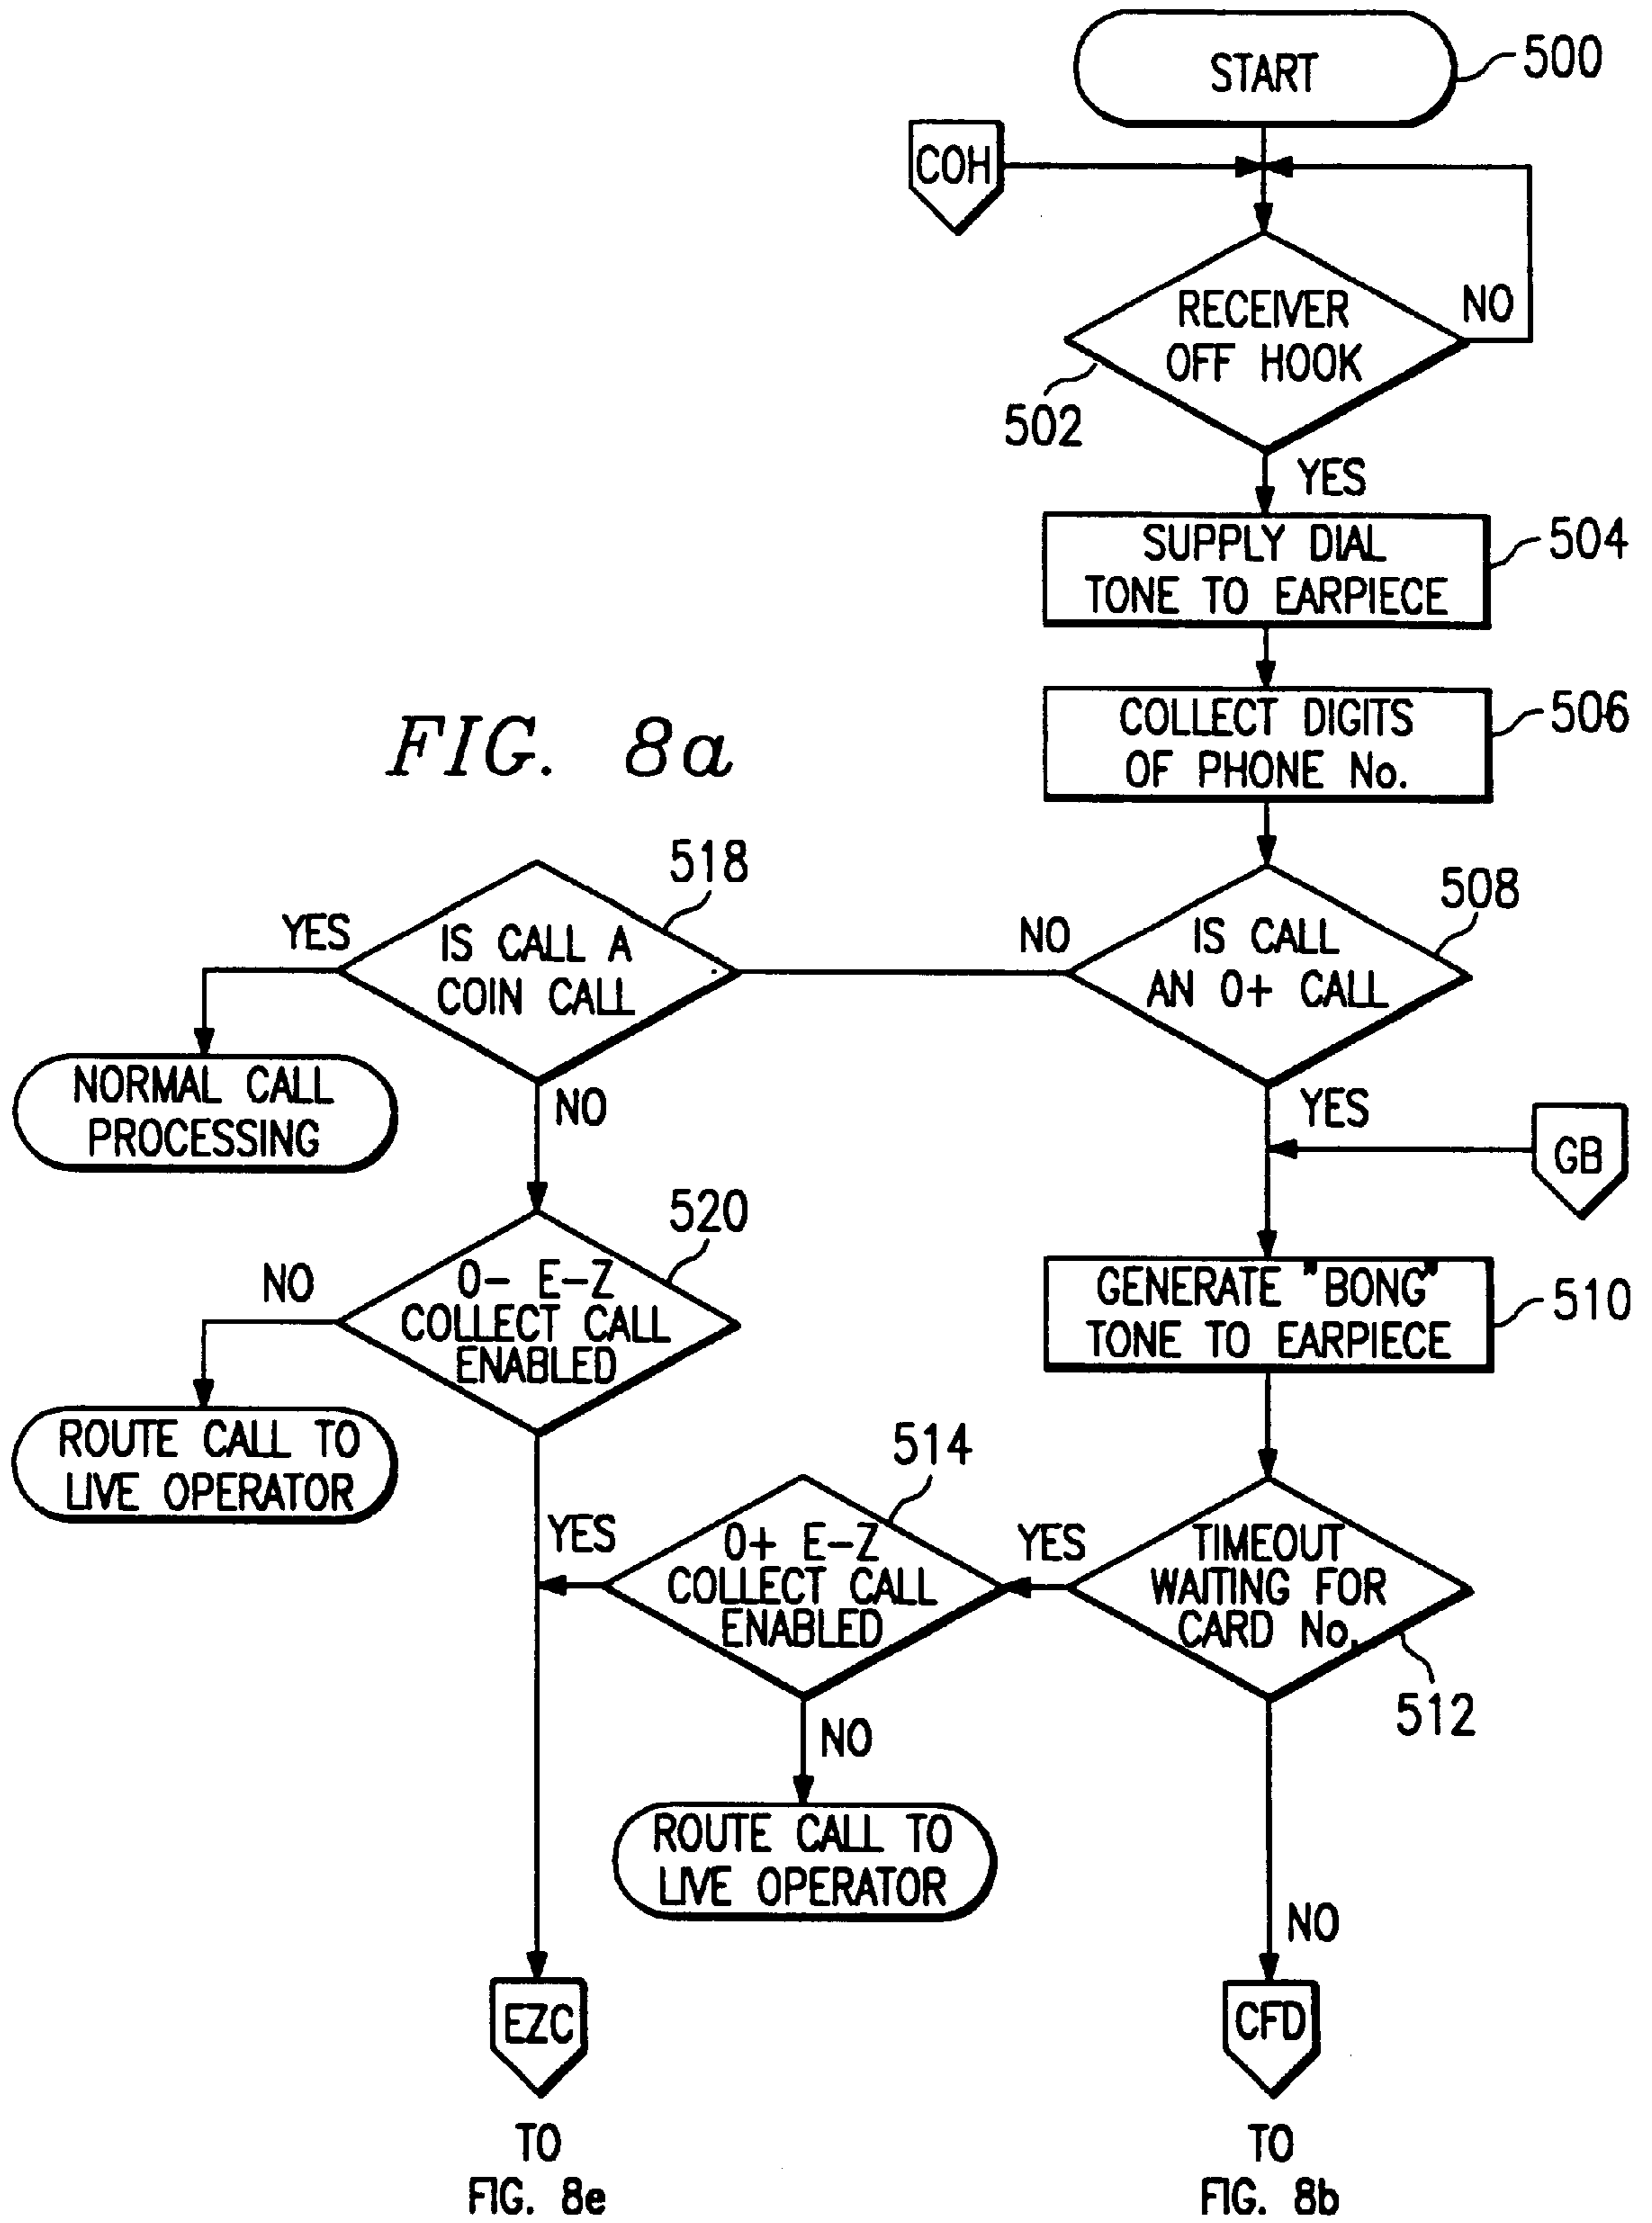 START
500
COH
RECEIVER
OFF HOOK
NO
502
YES
SUPPLY DIAL
TONE TO EARPIECE
504
COLLECT DIGITS
OF PHONE No.
506
FIG. 8a
518
508
YES
IS CALL A
COIN CALL
NO
IS CALL
AN 0+ CALL
NORMAL CALL
PROCESSING
NO
YES
GB
520
NO
0- E-Z
COLLECT CALL
ENABLED
GENERATE "BONG"
TONE TO EARPIECE
510
ROUTE CALL TO
LIVE OPERATOR
514
YES
0+ E-Z
COLLECT CALL
ENABLED
YES
TIMEOUT
WAITING FOR
CARD No.
512
NO
ROUTE CALL TO
LIVE OPERATOR
NO
EZC
CFD
TO
FIG. 8e
TO
FIG. 8b